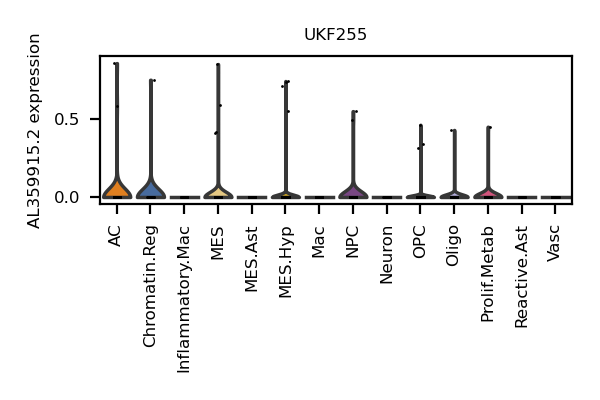 UKF255
AL359915.2 expression
0.5
0.0
AC
Chromatin.Reg
Inflammatory.Mac
MES
MES.Ast
MES.Hyp
Mac
NPC
Neuron
OPC
Oligo
Prolif.Metab
Reactive.Ast
Vasc